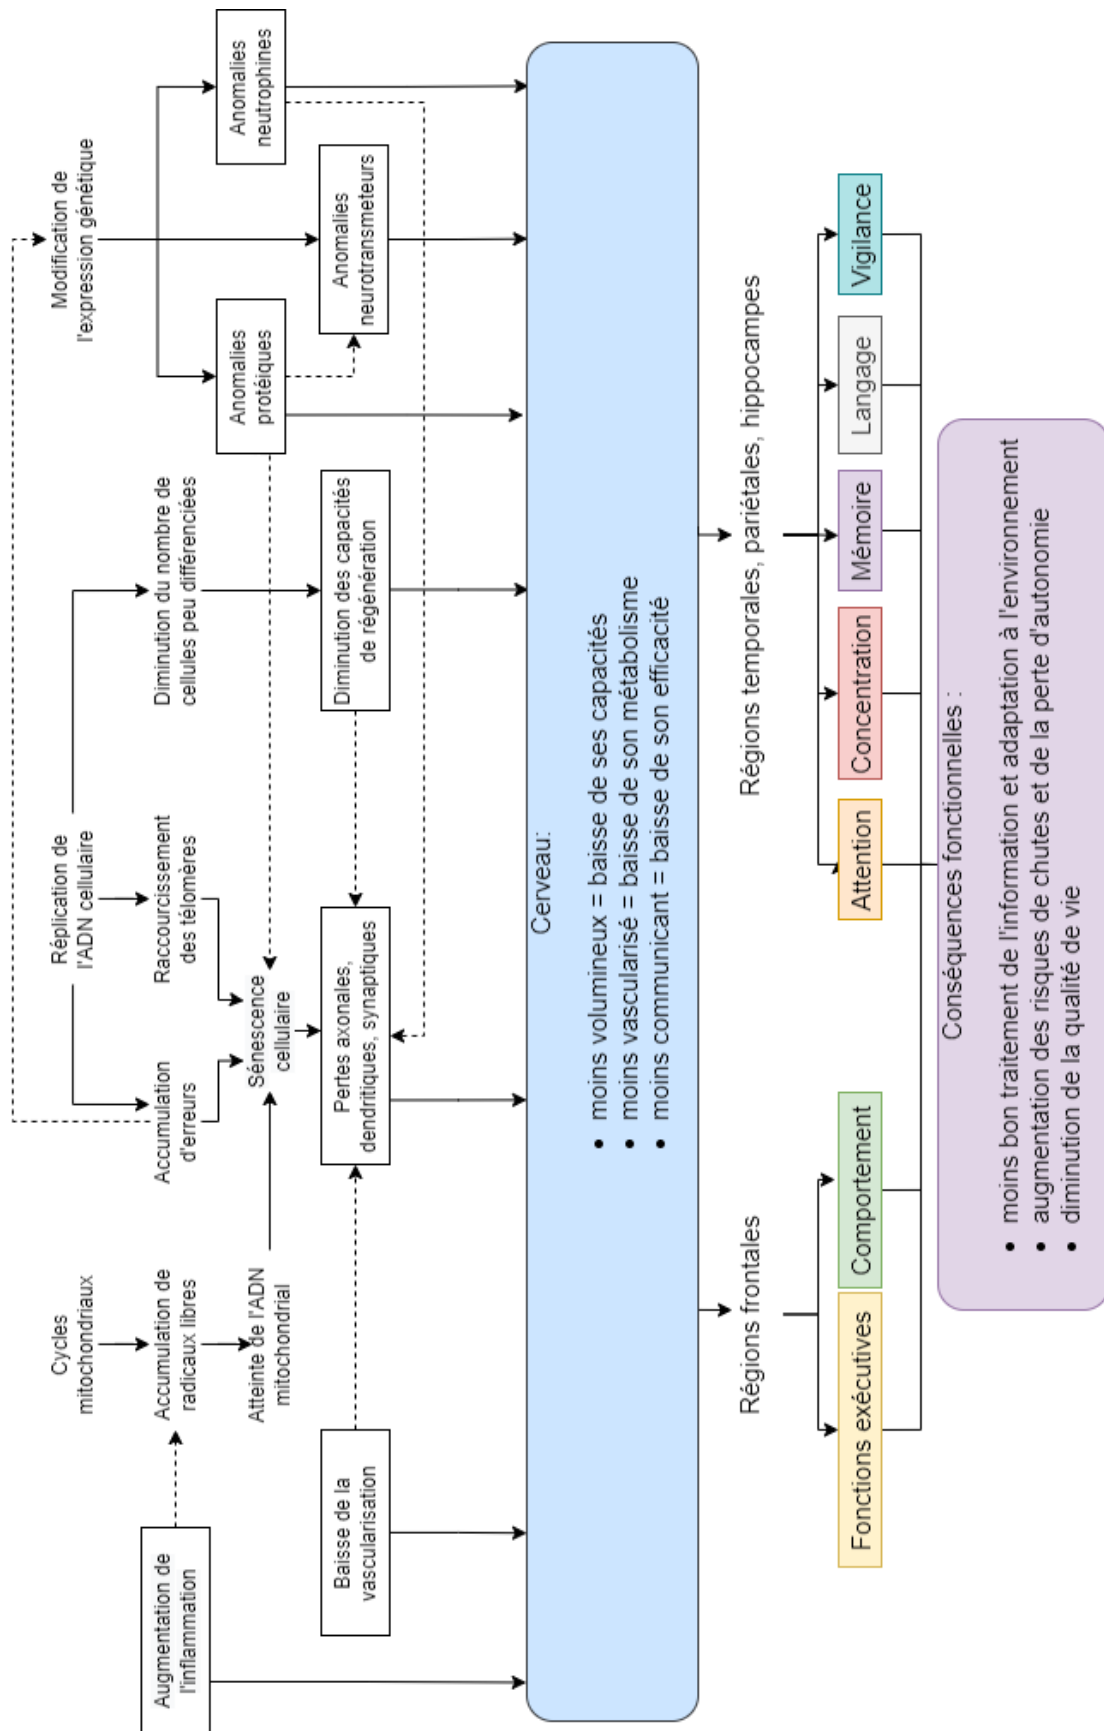 Cycles
mitochondriaux
Réplication de
l'ADN cellulaire
Modification de
l'expression génétique
Augmentation de
l'inflammation
Accumulation de
radicaux libres
Accumulation
d'erreurs
Raccourcissement
des télomères
Diminution du nombre de
cellules peu différenciées
Anomalies
protéiques
Anomalies
neutrophines
Atteinte de l'ADN
mitochondrial
Sénescence
cellulaire
Baisse de la
vascularisation
Pertes axonales,
dendritiques, synaptiques
Diminution des capacités
de régénération
Anomalies
neurotransmeteurs
Cerveau:
• moins volumineux = baisse de ses capacités
• moins vascularisé = baisse de son métabolisme
• moins communicant = baisse de son efficacité
Régions frontales
Régions temporales, pariétales, hippocampes
Fonctions exécutives
Comportement
Attention
Concentration
Mémoire
Langage
Vigilance
Conséquences fonctionnelles :
• moins bon traitement de l'information et adaptation à l'environnement
• augmentation des risques de chutes et de la perte d'autonomie
• diminution de la qualité de vie